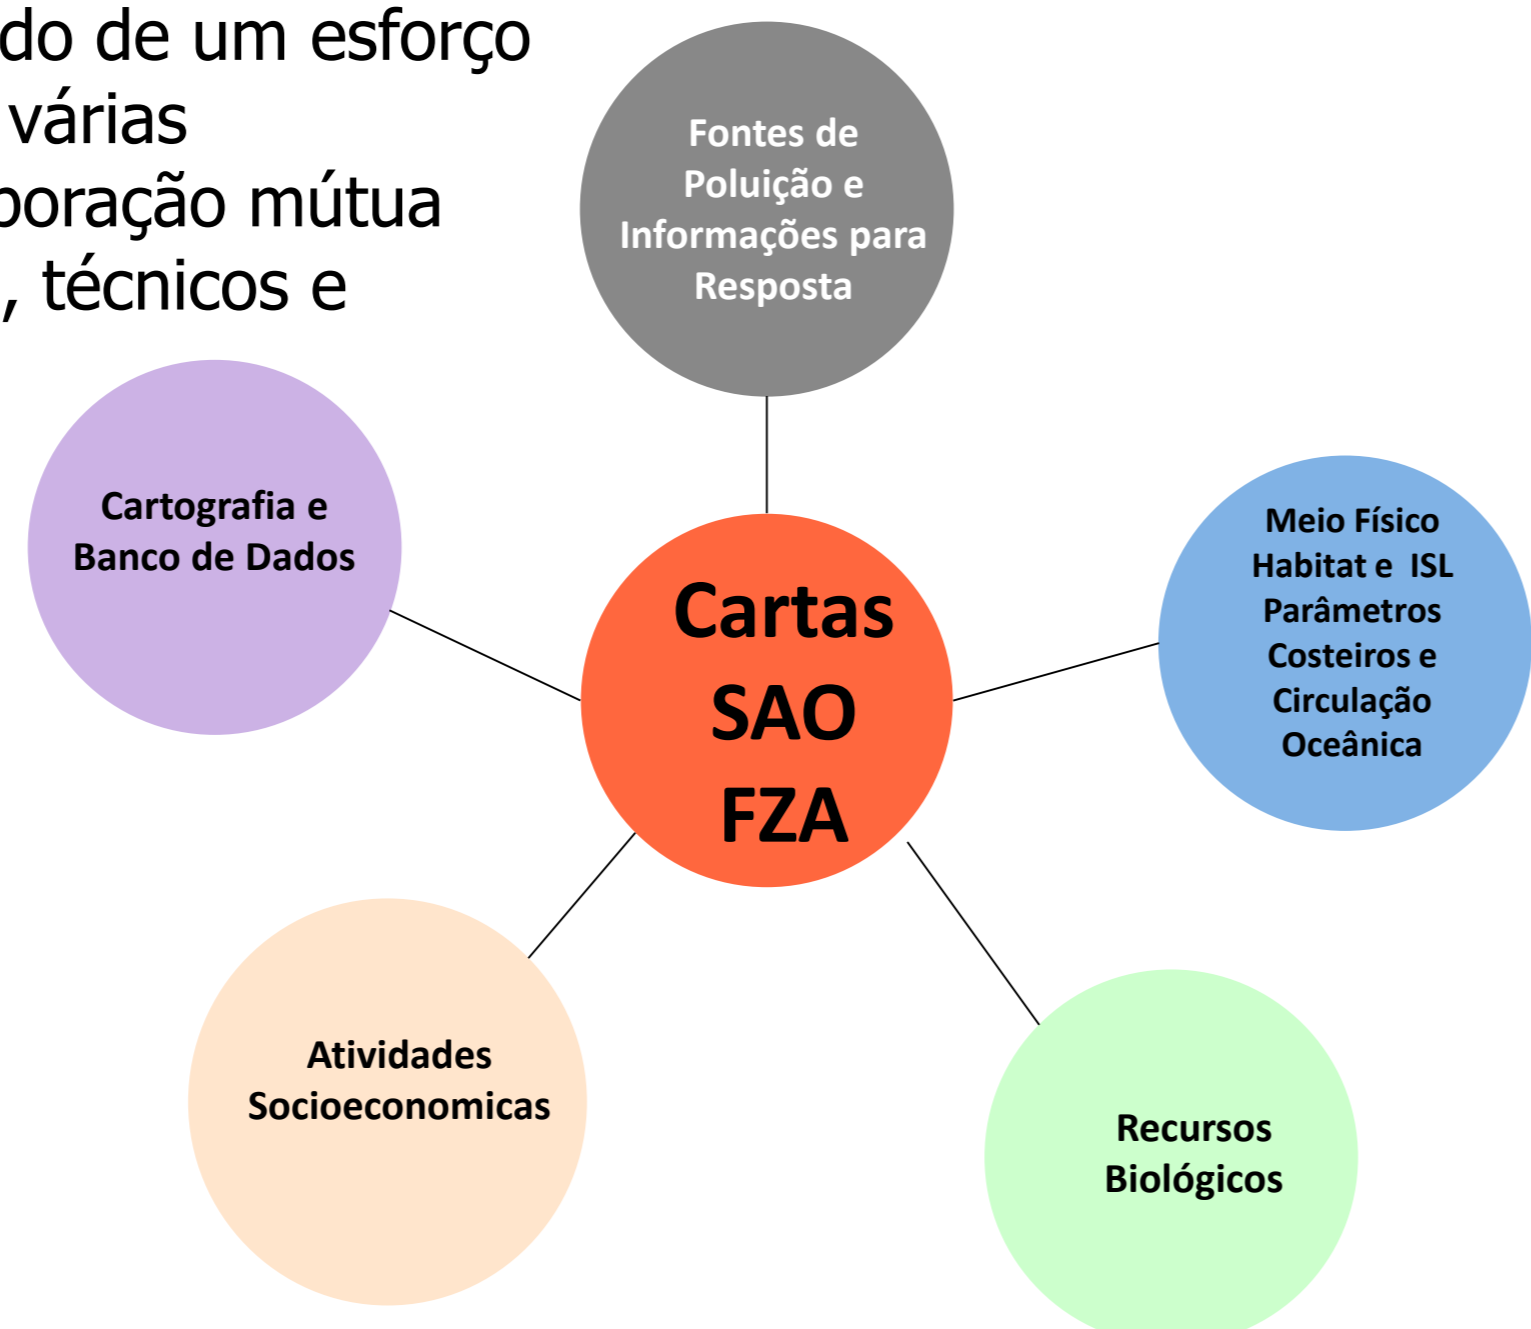 do de um esforço
várias
boração mútua
, técnicos e
Fontes de
Poluição e
Informações para
Resposta
Cartografia e
Banco de Dados
Cartas
SAO
FZA
Meio Físico
Habitat e ISL
Parâmetros
Costeiros e
Circulação
Oceânica
Atividades
Socioeconomicas
Recursos
Biológicos